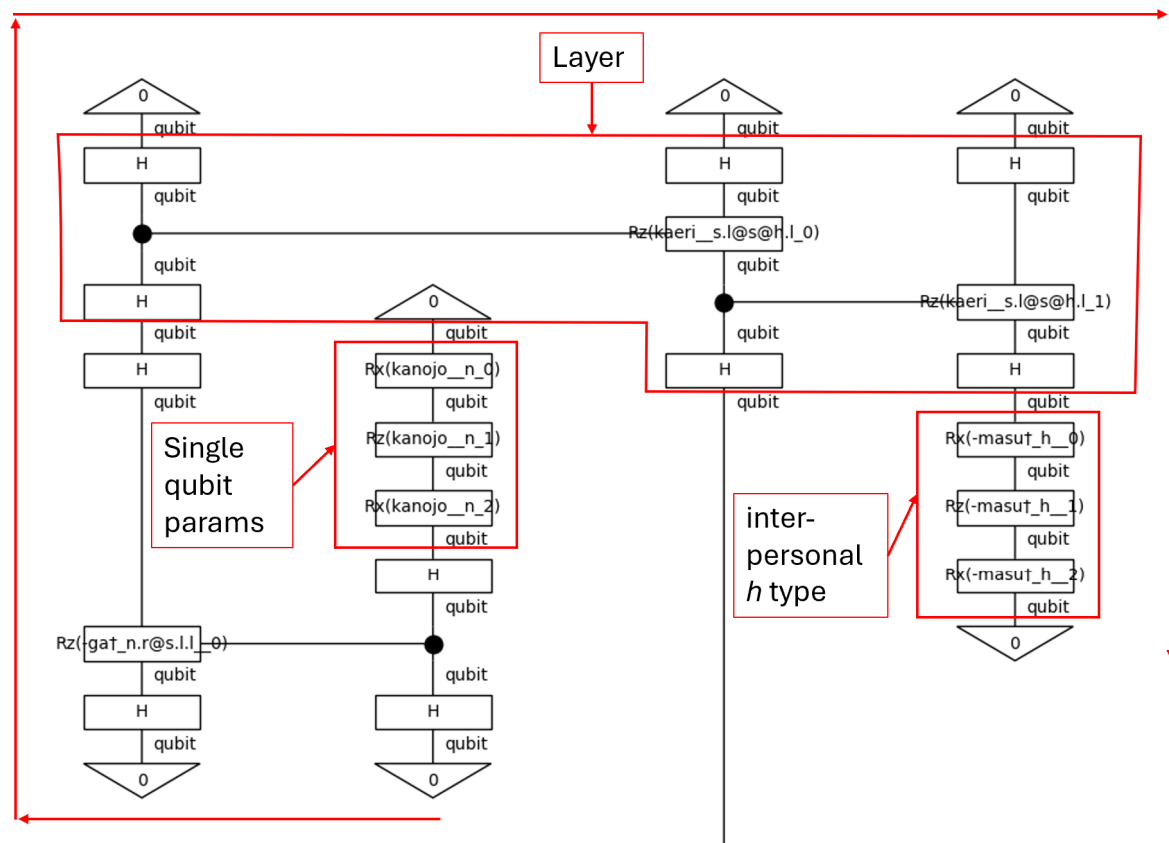 Layer
0
0
0
qubit
qubit
qubit
H
H
H
qubit
qubit
qubit
Rz(kaeri__s.l@s@h.l_0)
qubit
qubit
0
H
Rz(kaeri__s.l@s@h.l_1)
qubit
qubit
qubit
qubit
H
Rx(kanojo__n_0)
H
H
qubit
qubit
qubit
qubit
Single
qubit
params
Rz(kanojo__n_1)
Rx(-masu†_h__0)
qubit
qubit
inter-
personal
h type
Rx(kanojo__n_2)
Rz(-masu†_h__1)
qubit
qubit
H
Rx(-masu†_h__2)
qubit
qubit
Rz(-ga†_n.r@s.l.l__0)
0
qubit
qubit
H
H
qubit
qubit
0
0